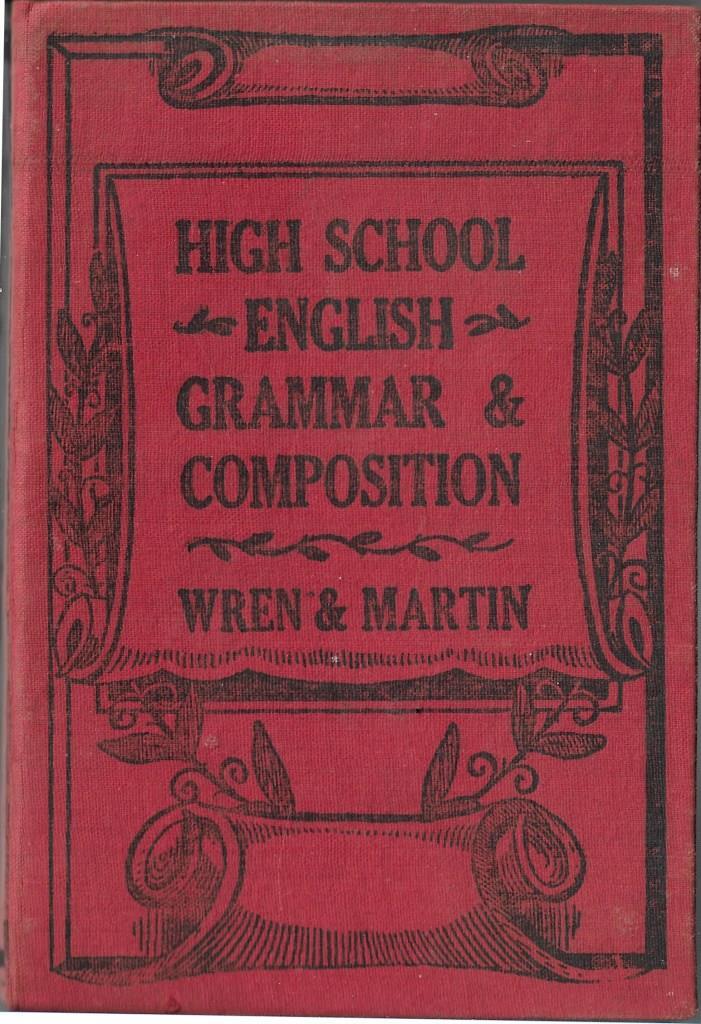 HIGH SCHOOL
ENGLISH
GRAMMAR &
COMPOSITION
WREN & MARTIN